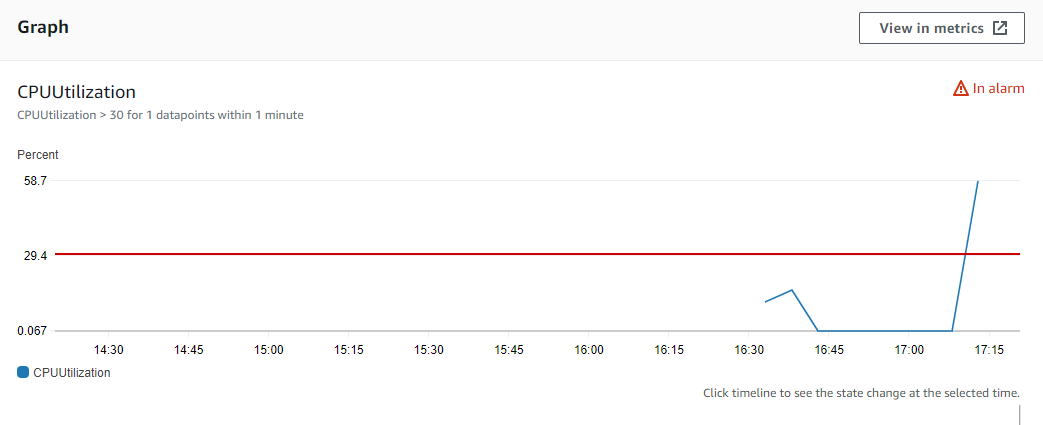 Graph
View in metrics
CPUUtilization
In alarm
CPUUtilization > 30 for 1 datapoints within 1 minute
Percent
58.7
29.4
0.067
14:30 14:45 15:00 15:15 15:30 15:45 16:00 16:15 16:30 16:45 17:00 17:15
CPUUtilization
Click timeline to see the state change at the selected time.